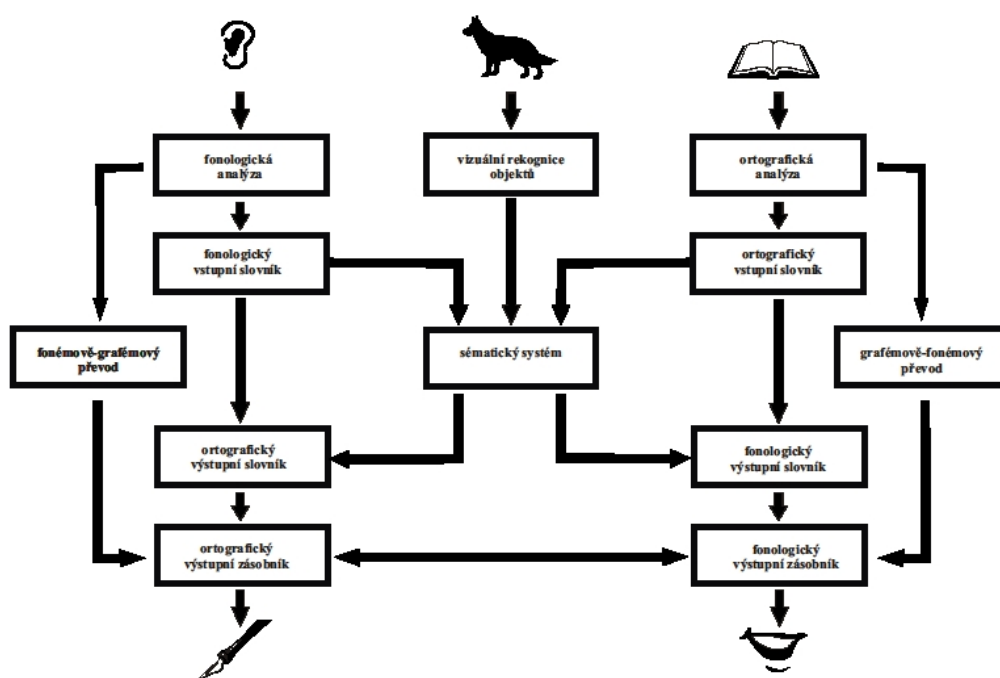 fonologická
analýza
vizuální rekognice
objektů
ortografická
analýza
fonologický
vstupní slovník
ortografický
vstupní slovník
fonémově-grafémový
převod
sématický systém
grafémově-fonémový
převod
ortografický
výstupní slovník
fonologický
výstupní slovník
ortografický
výstupní zásobník
fonologický
výstupní zásobník